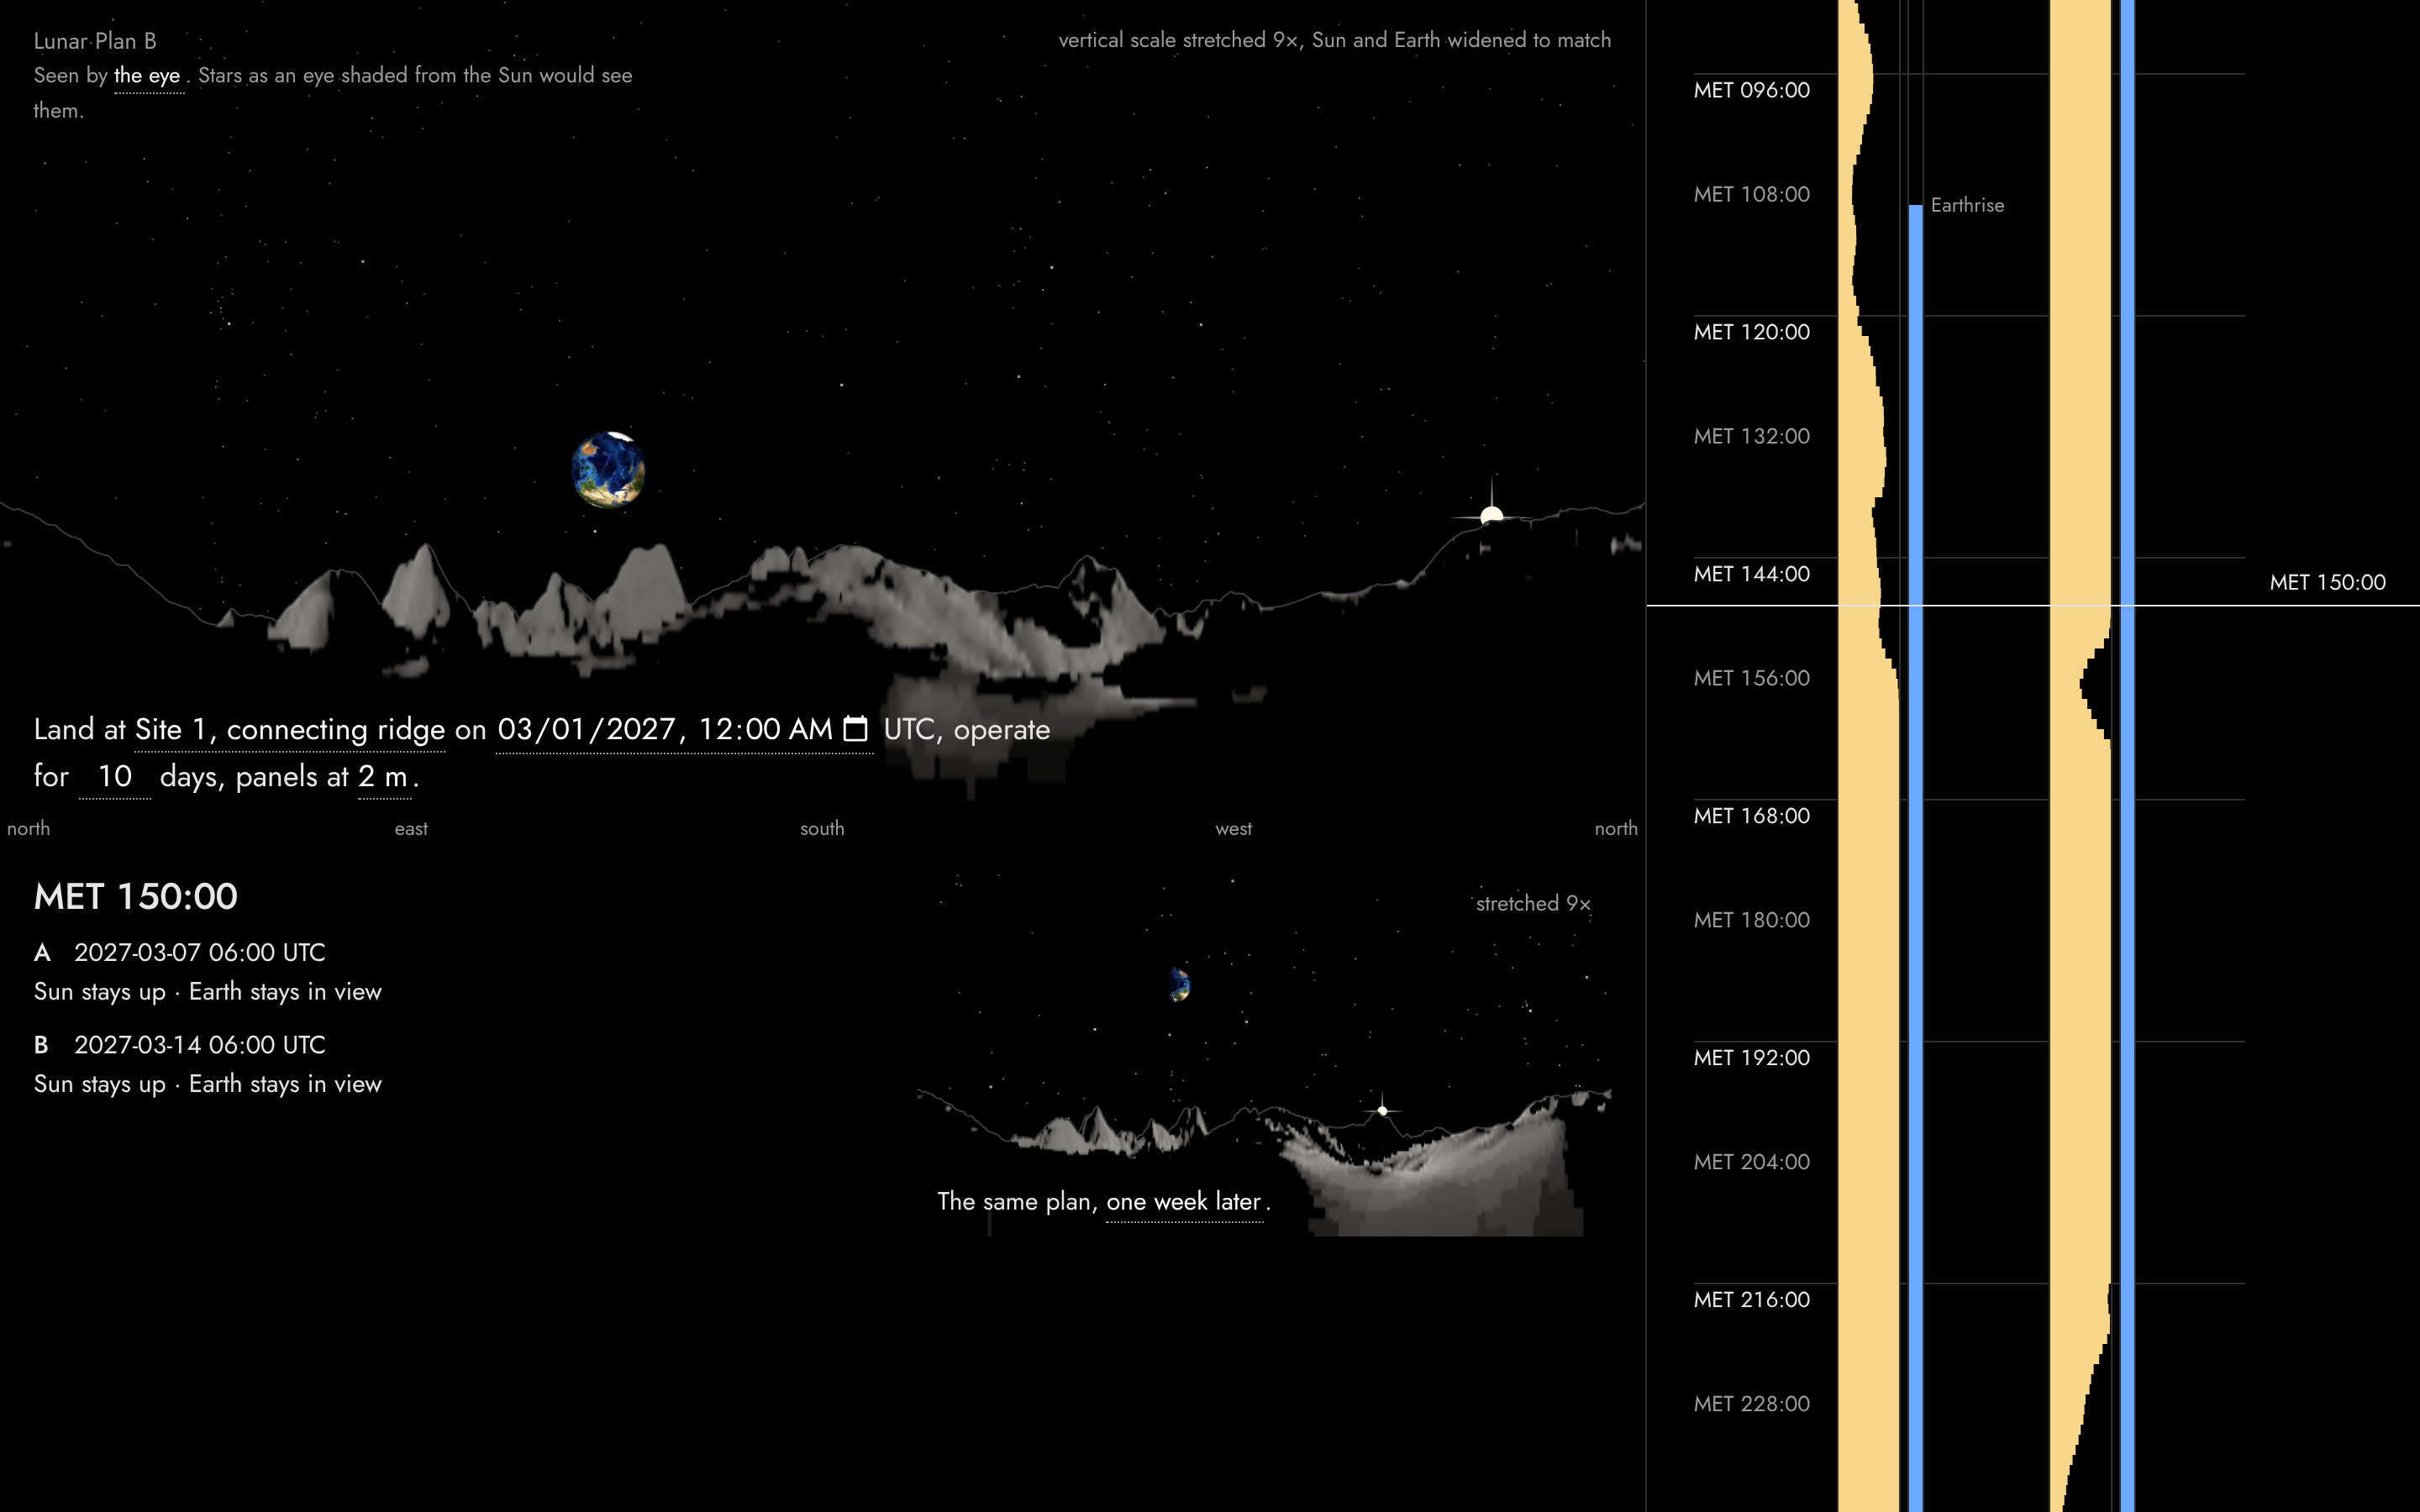 Lunar Plan B
vertical scale stretched 9×, Sun and Earth widened to match
Seen by the eye . Stars as an eye shaded from the Sun would see
them.
Land at Site 1, connecting ridge on 03/01/2027, 12:00 AM UTC, operate
for 10 days, panels at 2 m .
north east south west north
MET 150:00
A 2027-03-07 06:00 UTC
Sun stays up · Earth stays in view
B 2027-03-14 06:00 UTC
Sun stays up · Earth stays in view
stretched 9×
The same plan, one week later .
MET 096:00
MET 108:00
Earthrise
MET 120:00
MET 132:00
MET 144:00
MET 150:00
MET 156:00
MET 168:00
MET 180:00
MET 192:00
MET 204:00
MET 216:00
MET 228:00